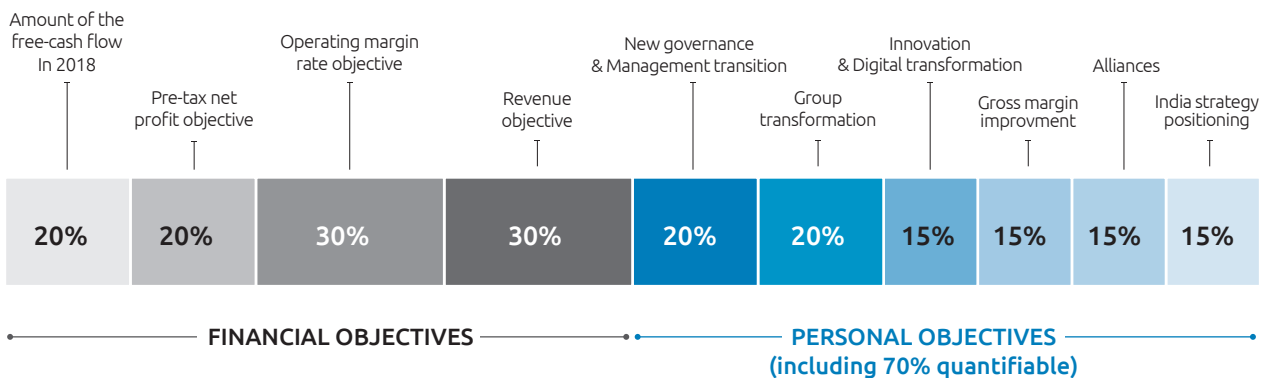 Amount of the
free-cash flow
In 2018
Pre-tax net
profit objective
Operating margin
rate objective
Revenue
objective
New governance
& Management transition
Group
transformation
Innovation
& Digital transformation
Gross margin
improvment
Alliances
India strategy
positioning
20%
20%
30%
30%
20%
20%
15%
15%
15%
15%
FINANCIAL OBJECTIVES
PERSONAL OBJECTIVES
(including 70% quantifiable)